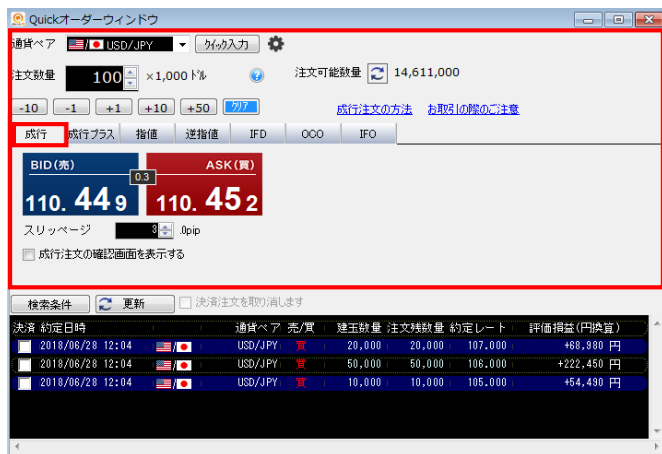 Quickオーダーウィンドウ
通貨ペア USD/JPY クイック入力
注文数量 100 ×1,000ドル 注文可能数量 14,611,000
-10 -1 +1 +10 +50 クリア 成行注文の方法 お取引の際のご注意
成行 成行プラス 指値 逆指値 IFD OCO IFO
BID(売) 0.3 ASK(買)
110.449 110.452
スリッページ 3 .0pip
成行注文の確認画面を表示する
検索条件 更新 決済注文を取り消します
決済 約定日時 通貨ペア 売/買 建玉数量 注文残数量 約定レート 評価損益(円換算)
2018/06/28 12:04 USD/JPY 買 20,000 20,000 107.000 +68,980 円
2018/06/28 12:04 USD/JPY 買 50,000 50,000 106.000 +222,450 円
2018/06/28 12:04 USD/JPY 買 10,000 10,000 105.000 +54,490 円